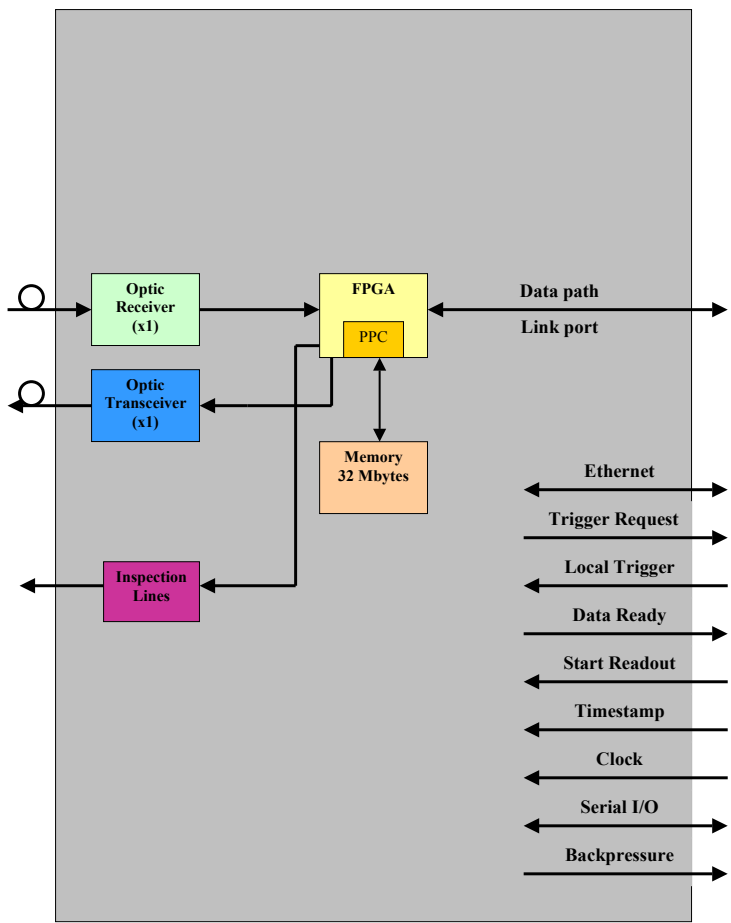 Optic
Receiver
(x1)
FPGA
PPC
Data path
Link port
Optic
Transceiver
(x1)
Memory
32 Mbytes
Ethernet
Trigger Request
Local Trigger
Inspection
Lines
Data Ready
Start Readout
Timestamp
Clock
Serial I/O
Backpressure